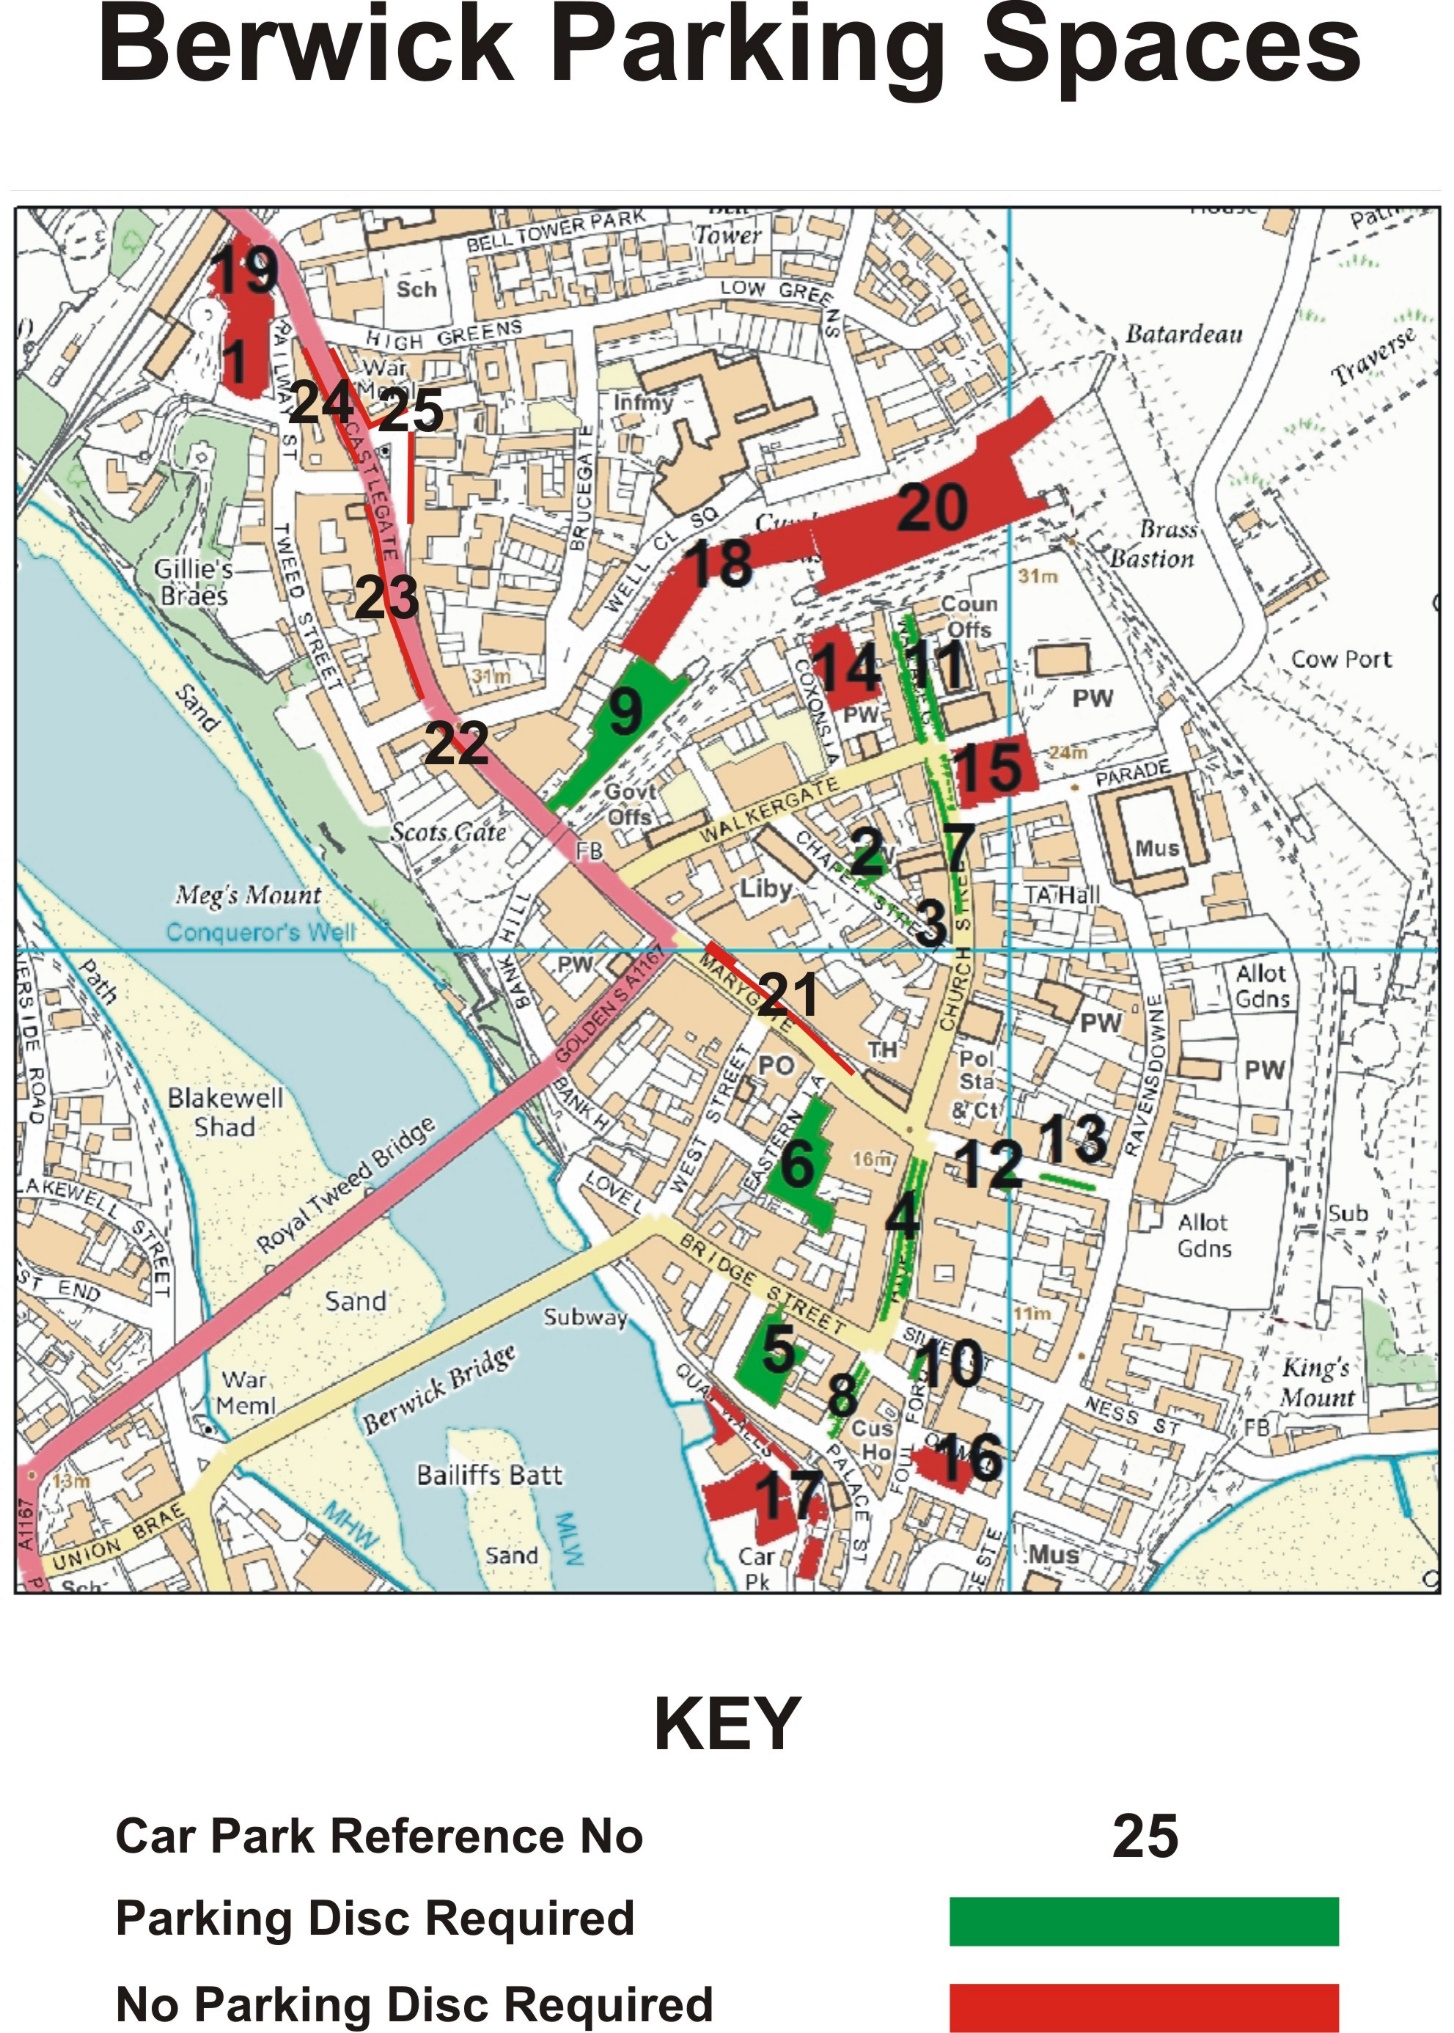 Berwick Parking Spaces
BELL TOWER PARK
Tower
Sch
LOW GREENS
HIGH GREENS
19
1
RAILWAY ST
War
24
25
CASTLEGATE
Infmy
BRUCEGATE
Batardeau
Traverse
Path
20
WELL CL SQ
18
Brass
Bastion
31m
Gillie's
Braes
TWEED STREET
23
31m
Sand
Coun
Offs
14
11
COXONS LA
PW
PW
Cow Port
9
22
Govt
Offs
15
24m
PARADE
WALKERGATE
Scots Gate
FB
2
7
CHAPEL STREET
Mus
Liby
3
TA Hall
Meg's Mount
Conqueror's Well
BANK HILL
PW
GOLDEN S A1167
MARYGATE
21
CHURCH STREET
Path
Allot
Gdns
PW
PW
RAVENSDOWNE
TH
PO
Pol
Sta
& Ct
Blakewell
Shad
BANK H
WEST STREET
EASTERN LA
6
16m
12
13
4
Royal Tweed Bridge
LOVEL
Allot
Gdns
Sub
BRIDGE STREET
Sand
Subway
11m
5
10
8
King's
Mount
War
Meml
Berwick Bridge
NESS ST
FB
Cus
Ho
16
PALACE ST
13m
A1167
UNION BRAE
Bailiffs Batt
17
MHW
MLW
Sand
Car
Pk
Mus
Sch
KEY
Car Park Reference No 25
Parking Disc Required
No Parking Disc Required